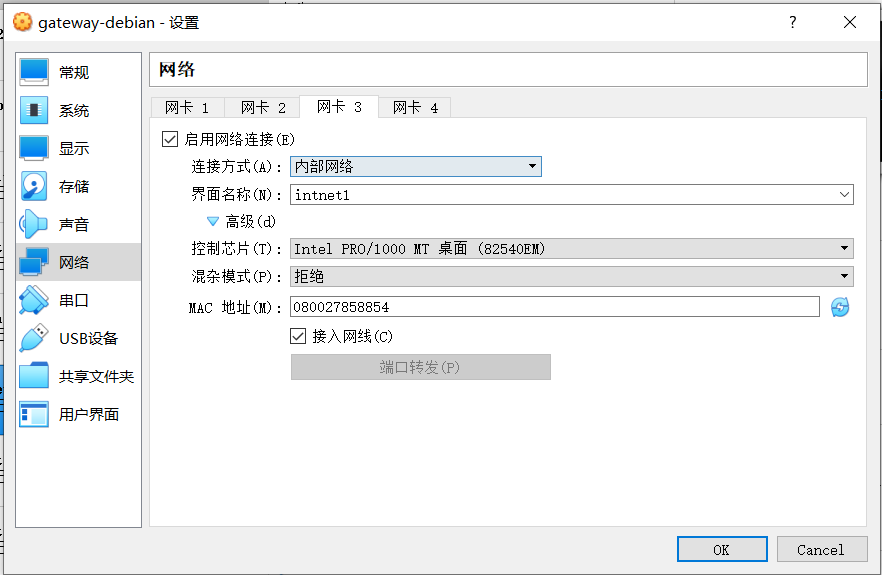 gateway-debian - 设置
?
常规
系统
显示
存储
声音
网络
串口
USB设备
共享文件夹
用户界面
网络
网卡 1
网卡 2
网卡 3
网卡 4
启用网络连接(E)
连接方式(A): 内部网络
界面名称(N): intnet1
高级(d)
控制芯片(T): Intel PRO/1000 MT 桌面 (82540EM)
混杂模式(P): 拒绝
MAC 地址(M): 080027858854
接入网线(C)
端口转发(P)
OK
Cancel